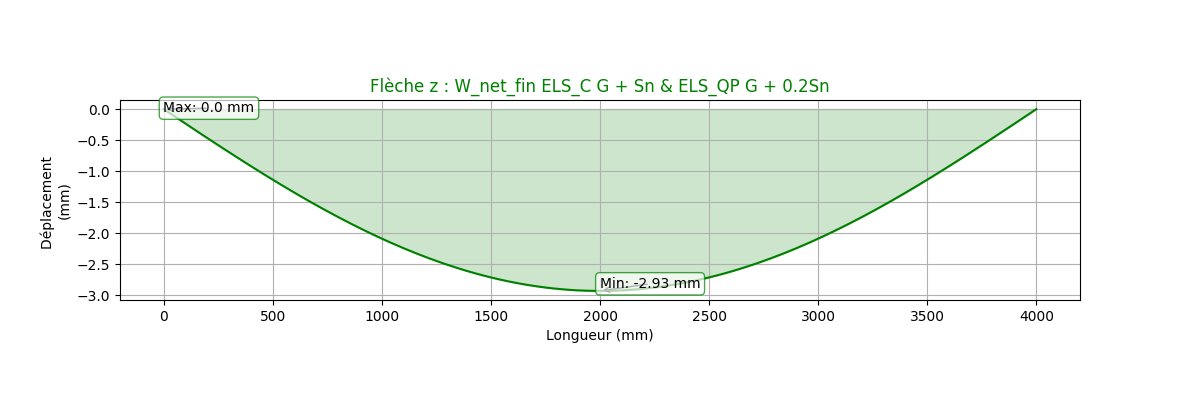 Flèche z : W_net_fin ELS_C G + Sn & ELS_QP G + 0.2Sn
Max: 0.0 mm
0.0
−0.5
−1.0
−1.5
−2.0
−2.5
−3.0
Déplacement
(mm)
Min: -2.93 mm
0
500
1000
1500
2000
2500
3000
3500
4000
Longueur (mm)